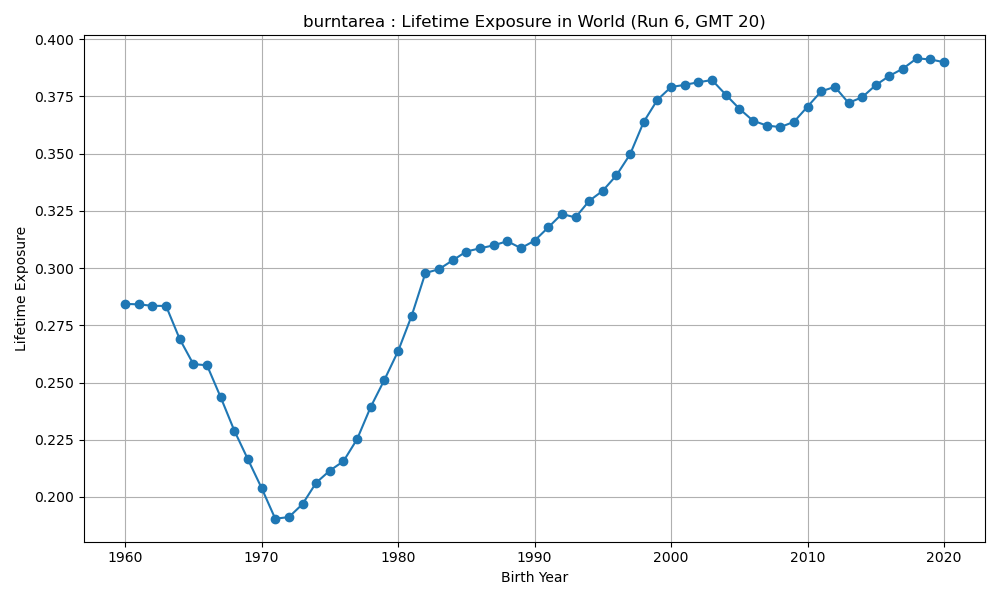 burntarea : Lifetime Exposure in World (Run 6, GMT 20)
Lifetime Exposure
0.400
0.375
0.350
0.325
0.300
0.275
0.250
0.225
0.200
1960 1970 1980 1990 2000 2010 2020
Birth Year